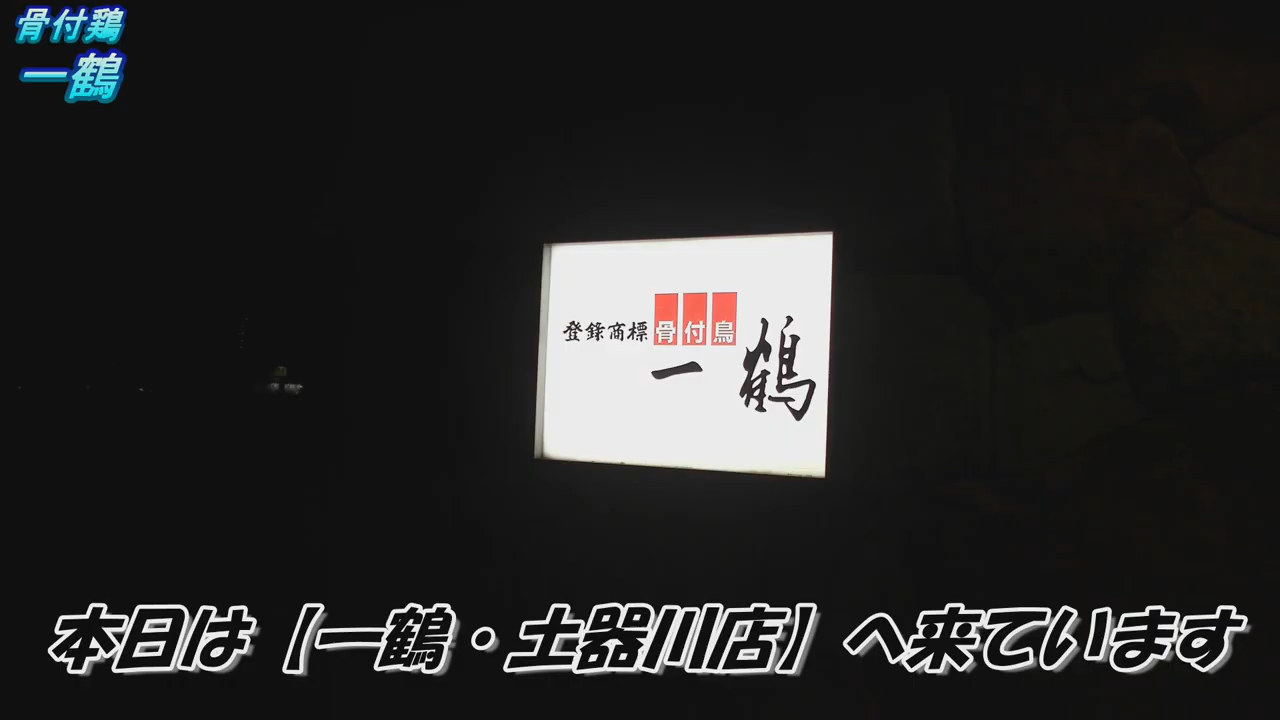 骨付鶏
一鶴
登録商標骨付鳥
一鶴
本日は【一鶴・土器川店】へ来ています